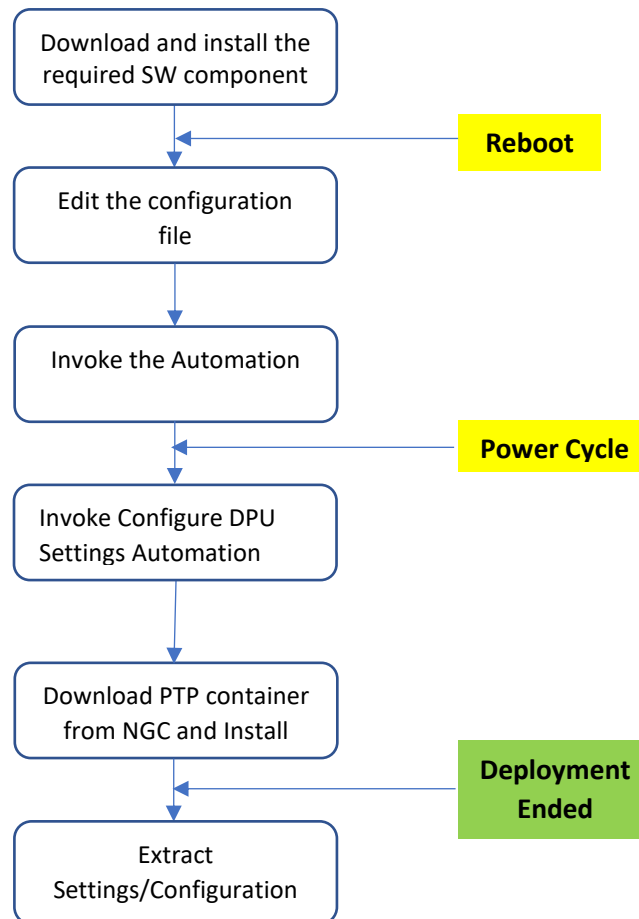 Download and install the
required SW component
Reboot
Edit the configuration
file
Invoke the Automation
Power Cycle
Invoke Configure DPU
Settings Automation
Download PTP container
from NGC and Install
Deployment
Ended
Extract
Settings/Configuration